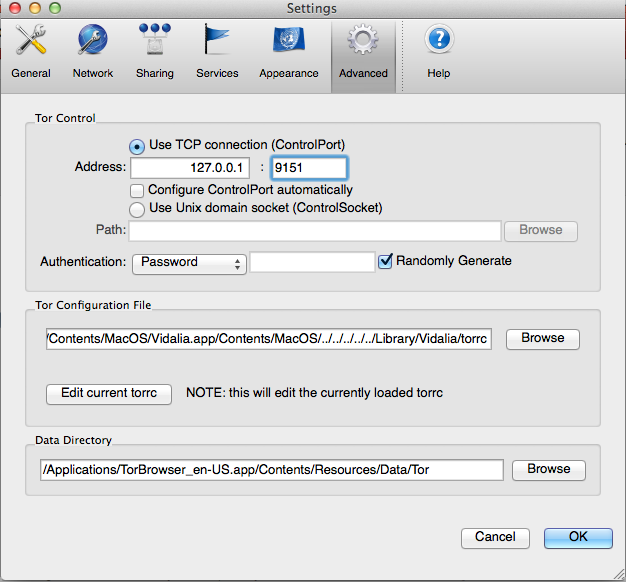 Settings
General Network Sharing Services Appearance Advanced Help
Tor Control
Use TCP connection (ControlPort)
Address: 127.0.0.1 : 9151
Configure ControlPort automatically
Use Unix domain socket (ControlSocket)
Path: Browse
Authentication: Password Randomly Generate
Tor Configuration File
/Contents/MacOS/Vidalia.app/Contents/MacOS/../../../../../Library/Vidalia/torrc Browse
Edit current torrc NOTE: this will edit the currently loaded torrc
Data Directory
/Applications/TorBrowser_en-US.app/Contents/Resources/Data/Tor Browse
Cancel OK